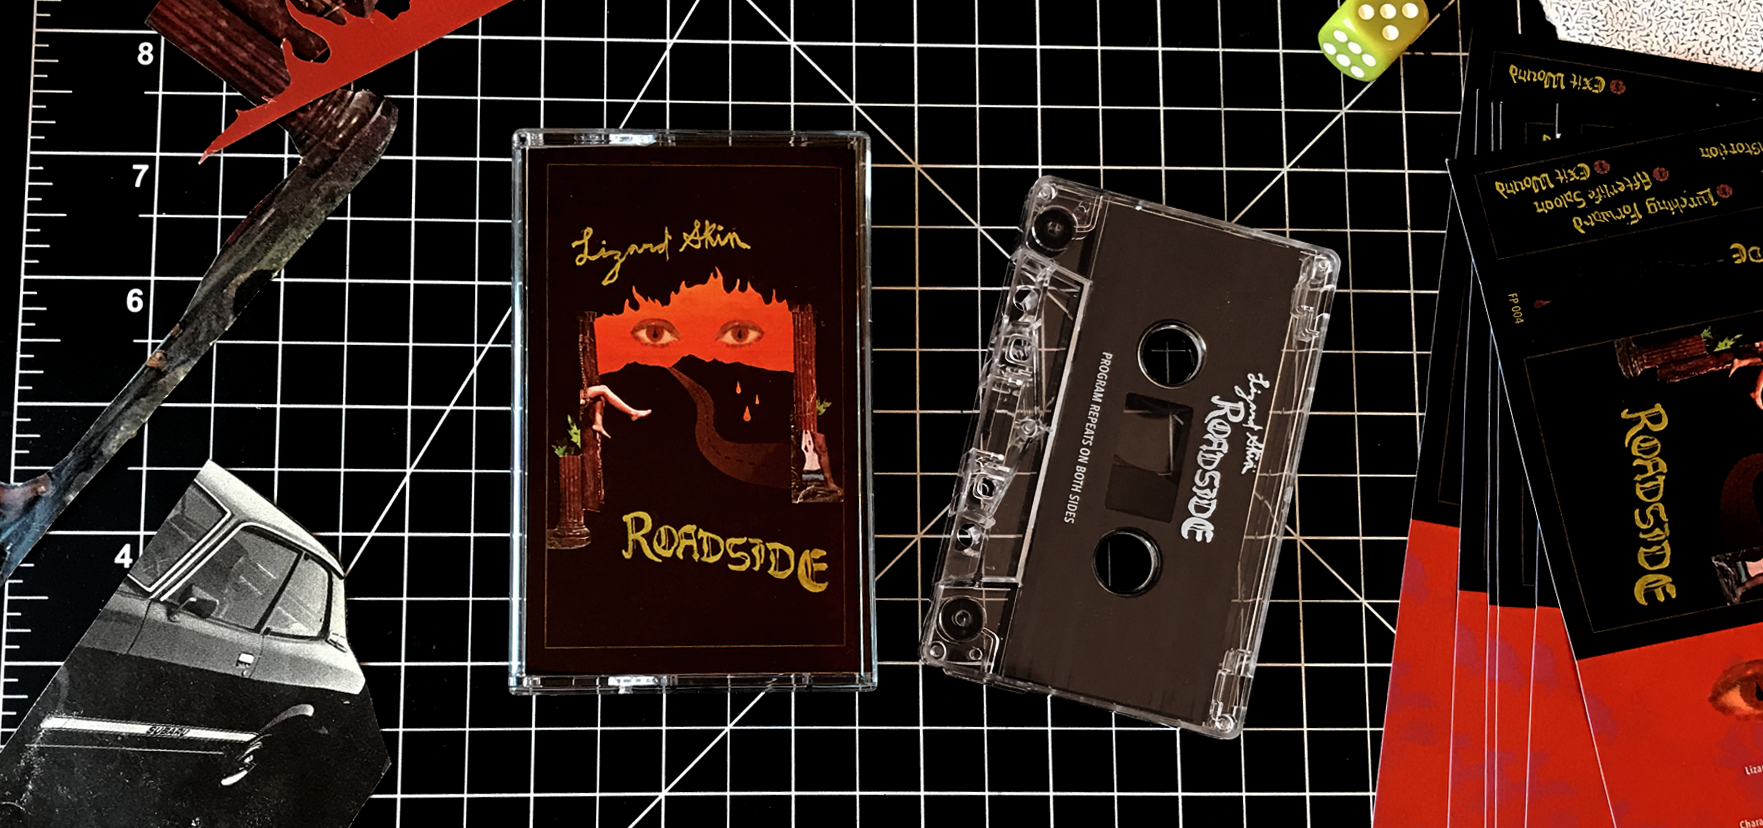 8
7
6
4
SUBARU
Lizard Skin
ROADSIDE
Lizard Skin
ROADSIDE
PROGRAM REPEATS ON BOTH SIDES
Exit Wound
Exit Wound
Afterlife Saloon
Lurching Forward
FP 004
ROADSIDE